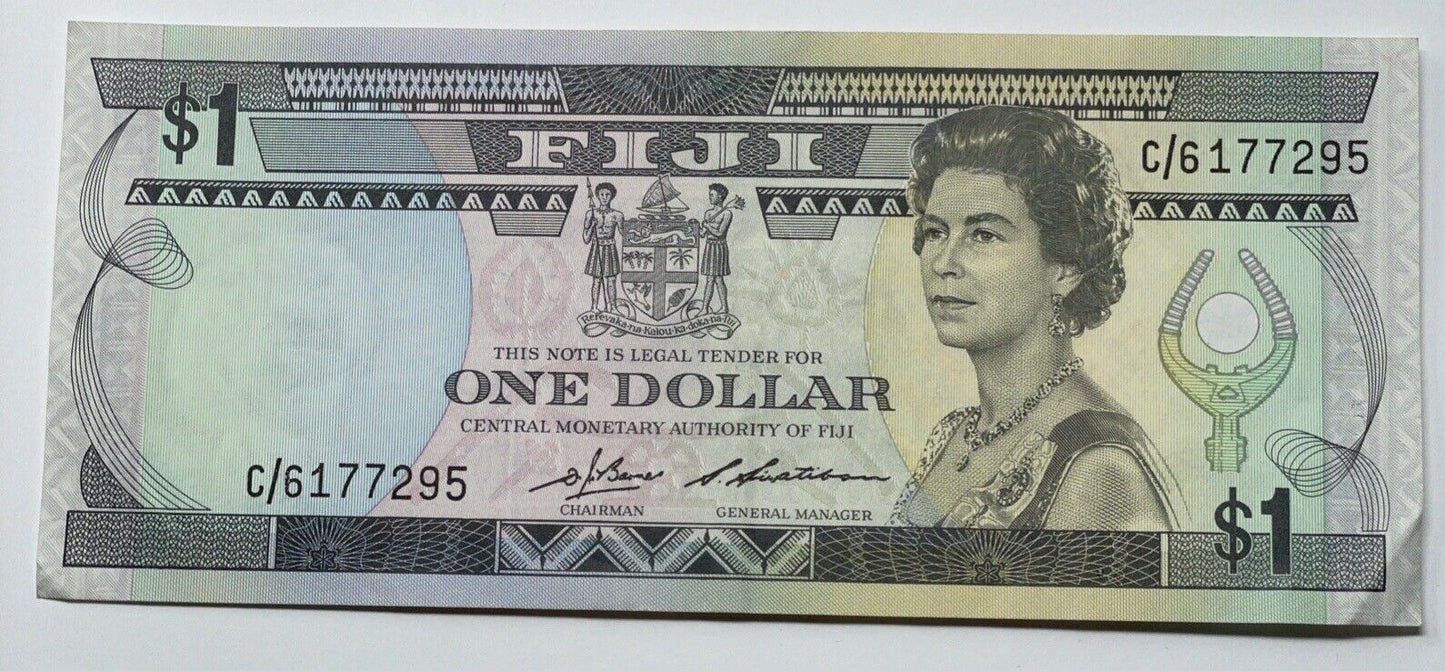 $1
FIJI
C/6177295
Rerevaka-na-Kalou-ka-doka-na-Tui
THIS NOTE IS LEGAL TENDER FOR
ONE DOLLAR
CENTRAL MONETARY AUTHORITY OF FIJI
C/6177295
CHAIRMAN
GENERAL MANAGER
$1